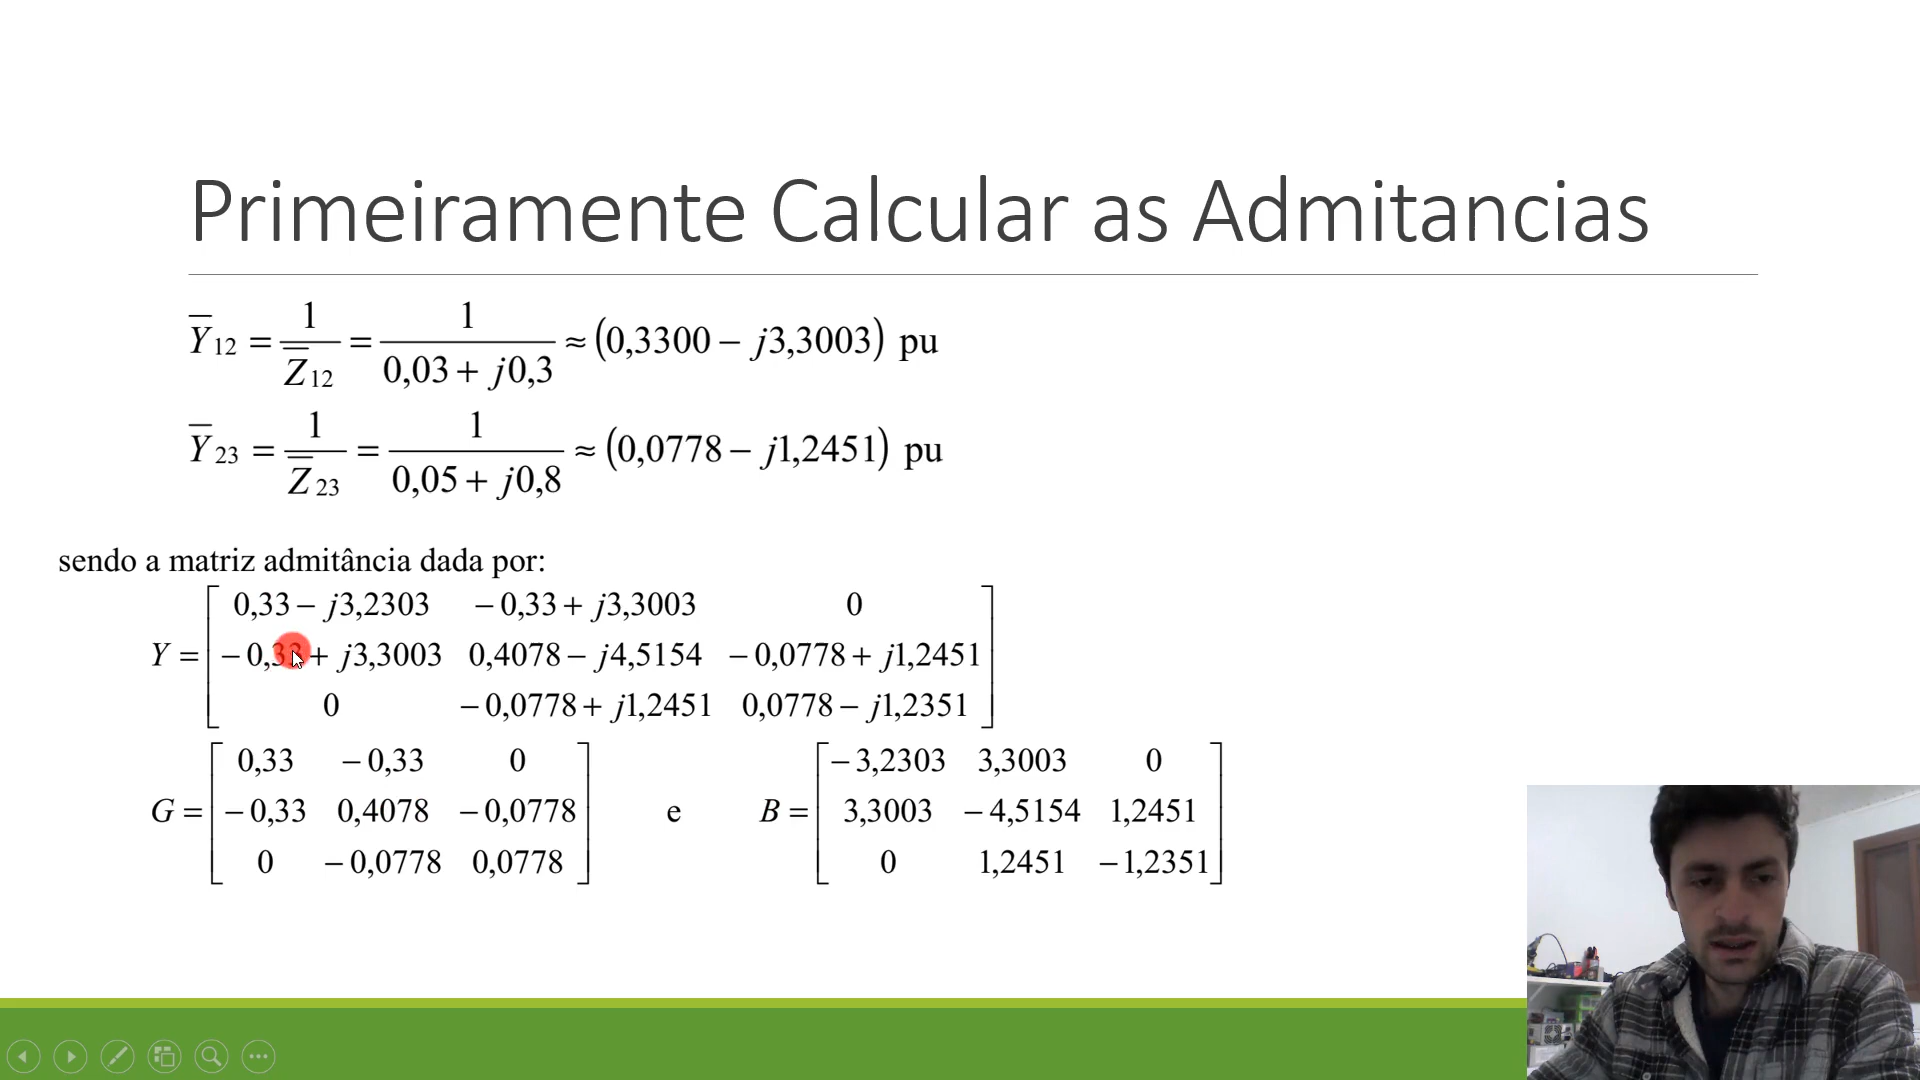 Primeiramente Calcular as Admitancias
Y̅12 = 1/Z̅12 = 1/(0,03 + j0,3) ≈ (0,3300 − j3,3003) pu
Y̅23 = 1/Z̅23 = 1/(0,05 + j0,8) ≈ (0,0778 − j1,2451) pu
sendo a matriz admitância dada por:
0,33 − j3,2303 −0,33 + j3,3003 0
Y = −0,33 + j3,3003 0,4078 − j4,5154 −0,0778 + j1,2451
0 −0,0778 + j1,2451 0,0778 − j1,2351
0,33 −0,33 0 −3,2303 3,3003 0
G = −0,33 0,4078 −0,0778 e B = 3,3003 −4,5154 1,2451
0 −0,0778 0,0778 0 1,2451 −1,2351